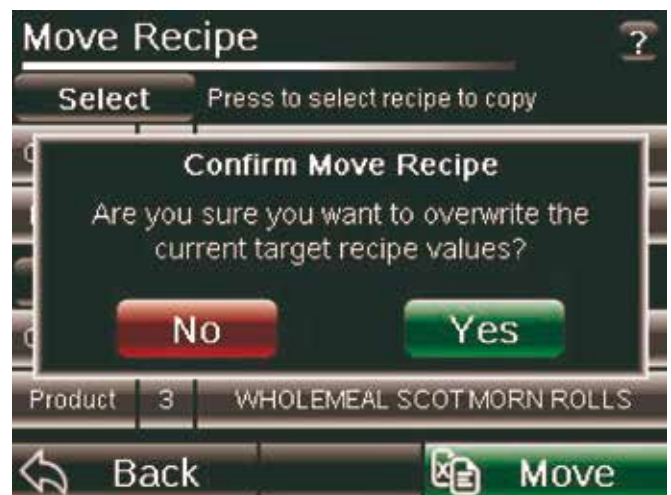 Move Recipe ?
Select Press to select recipe to copy
Confirm Move Recipe
Are you sure you want to overwrite the
current target recipe values?
No Yes
Product 3 WHOLEMEAL SCOT MORN ROLLS
Back Move